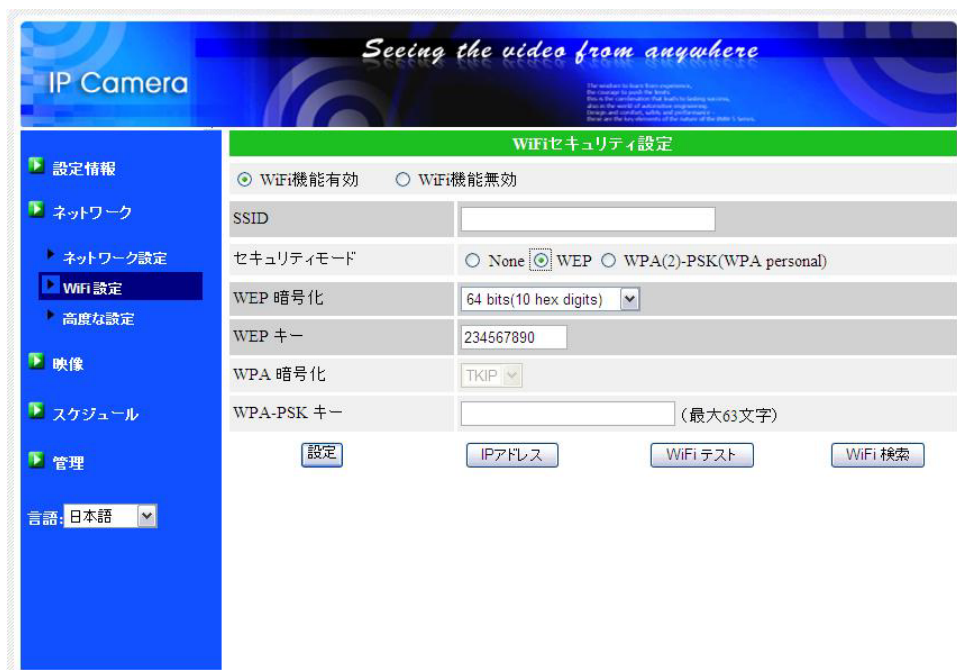 Seeing the video from anywhere
IP Camera
WiFiセキュリティ設定
設定情報
ネットワーク
ネットワーク設定
WiFi 設定
高度な設定
映像
スケジュール
管理
言語: 日本語
WiFi機能有効 WiFi機能無効
SSID
セキュリティモード None WEP WPA(2)-PSK(WPA personal)
WEP 暗号化 64 bits(10 hex digits)
WEP キー 234567890
WPA 暗号化 TKIP
WPA-PSK キー (最大63文字)
設定 IPアドレス WiFi テスト WiFi 検索